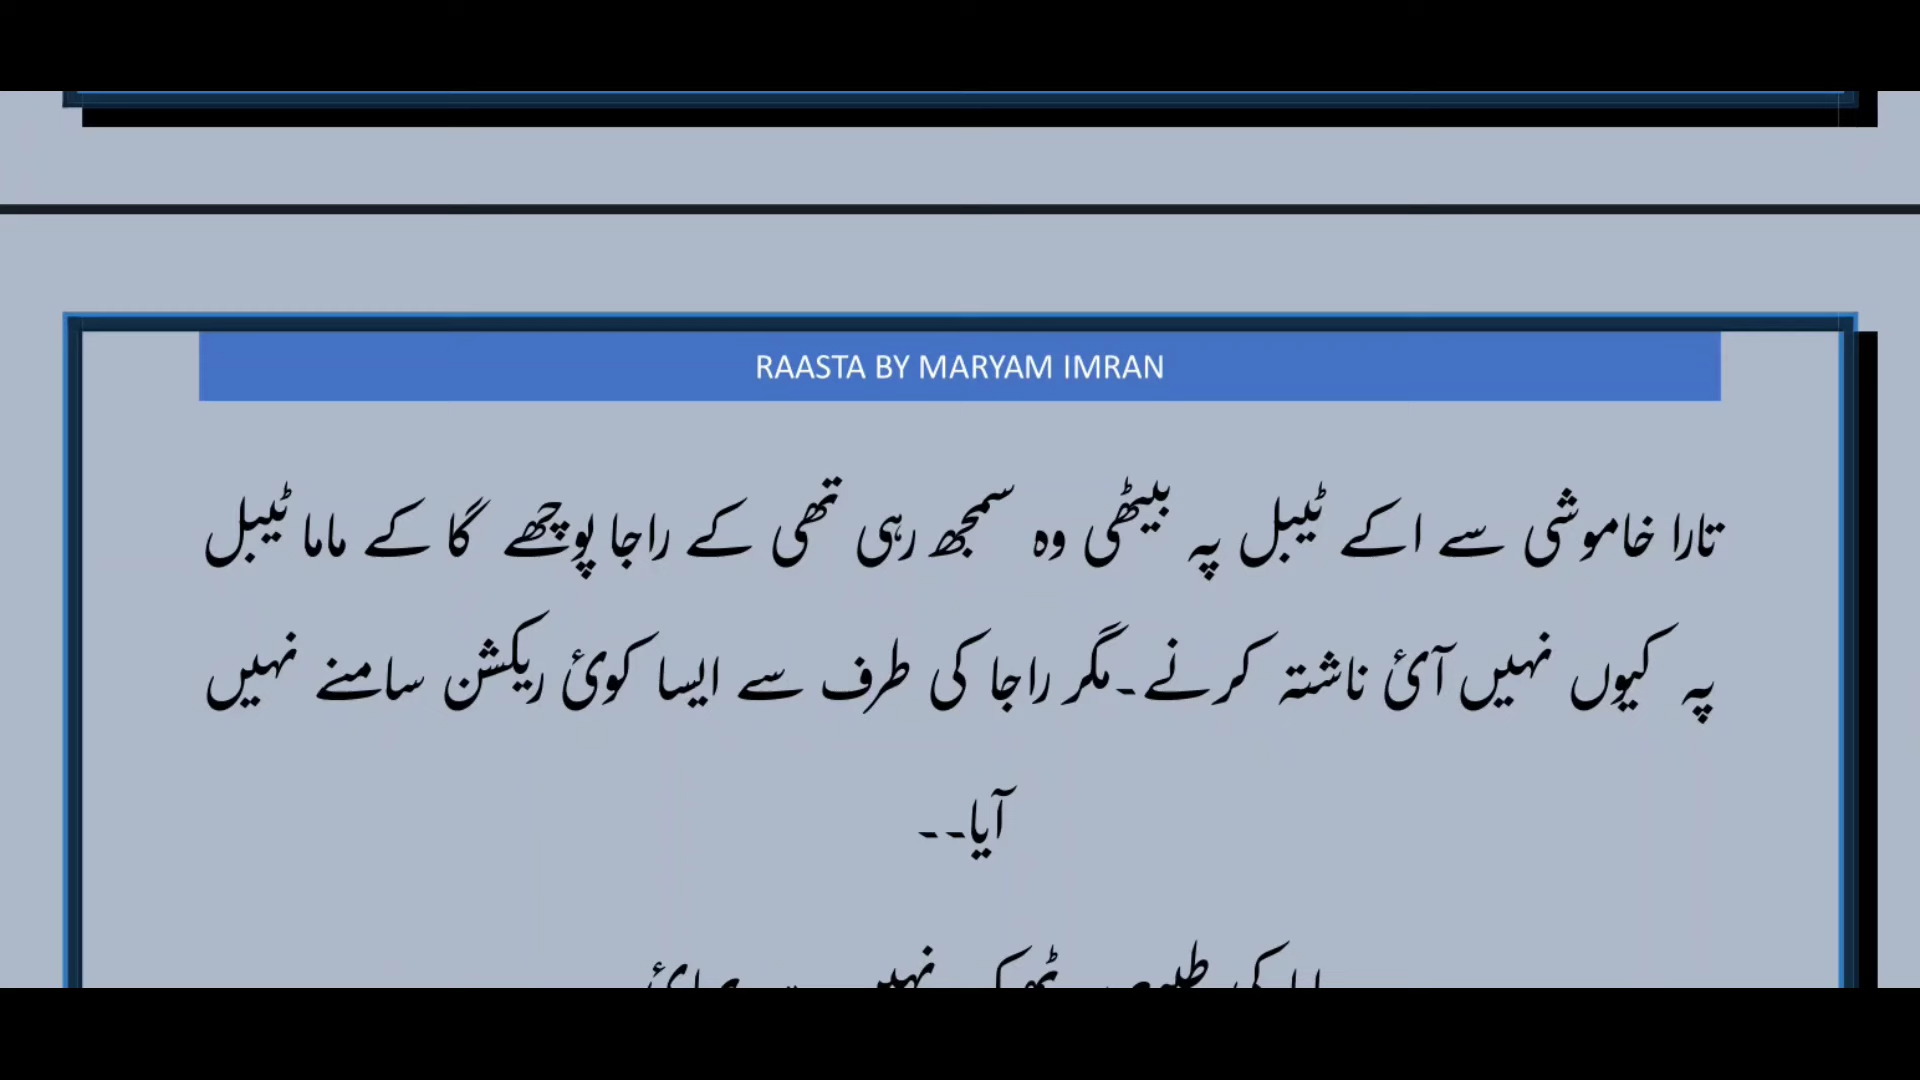 RAASTA BY MARYAM IMRAN
تارا خاموشی سے اکے ٹیبل پہ بیٹھی وہ سمجھ رہی تھی کے راجا پوچھے گا کے ماما ٹیبل
پہ کیوں نہیں آئ ناشتہ کرنے۔مگر راجا کی طرف سے ایسا کوئ ریکشن سامنے نہیں
آیا۔۔